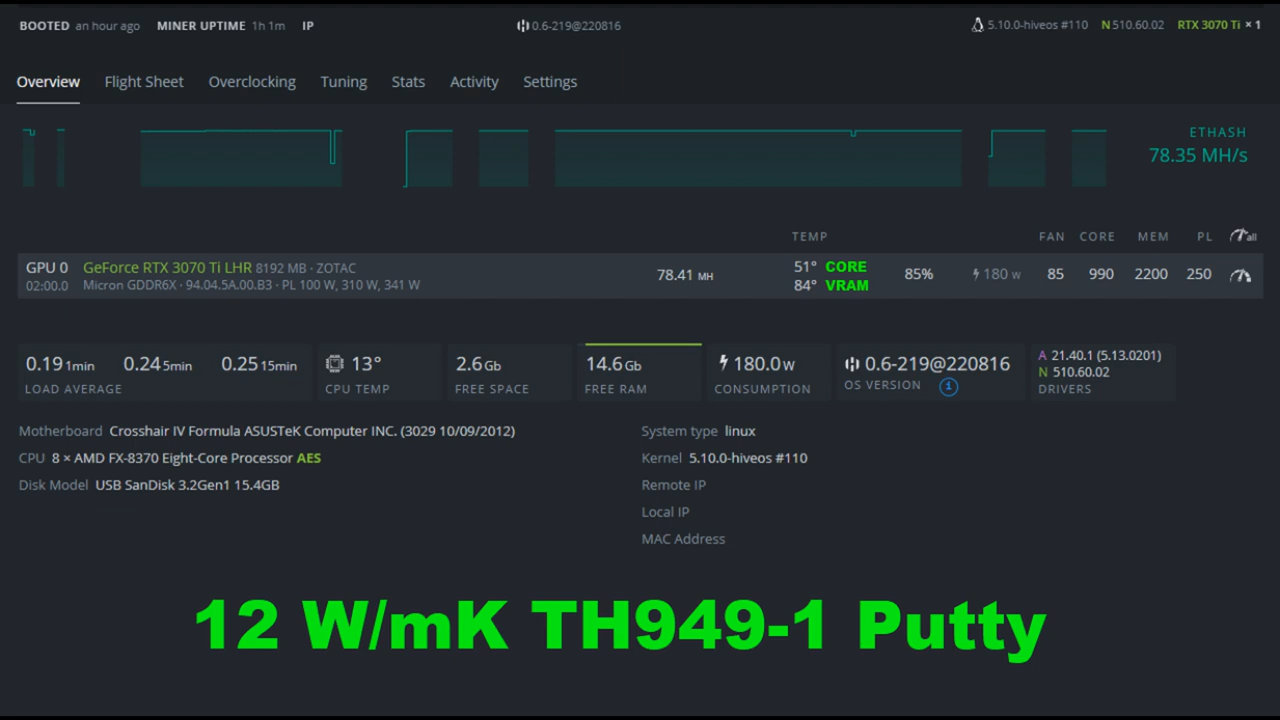 BOOTED an hour ago MINER UPTIME 1h 1m IP 0.6-219@220816 5.10.0-hiveos #110 N 510.60.02 RTX 3070 Ti × 1
Overview Flight Sheet Overclocking Tuning Stats Activity Settings
ETHASH
78.35 MH/s
TEMP FAN CORE MEM PL all
GPU 0 GeForce RTX 3070 Ti LHR 8192 MB · ZOTAC 78.41 MH 51° CORE 85% 180 W 85 990 2200 250
02:00.0 Micron GDDR6X · 94.04.5A.00.B3 · PL 100 W, 310 W, 341 W 84° VRAM
0.19 1min 0.24 5min 0.25 15min 13° 2.6 Gb 14.6 Gb 180.0 W 0.6-219@220816 A 21.40.1 (5.13.0201)
N 510.60.02
LOAD AVERAGE CPU TEMP FREE SPACE FREE RAM CONSUMPTION OS VERSION i DRIVERS
Motherboard Crosshair IV Formula ASUSTeK Computer INC. (3029 10/09/2012) System type linux
CPU 8 × AMD FX-8370 Eight-Core Processor AES Kernel 5.10.0-hiveos #110
Disk Model USB SanDisk 3.2Gen1 15.4GB Remote IP
Local IP
MAC Address
12 W/mK TH949-1 Putty